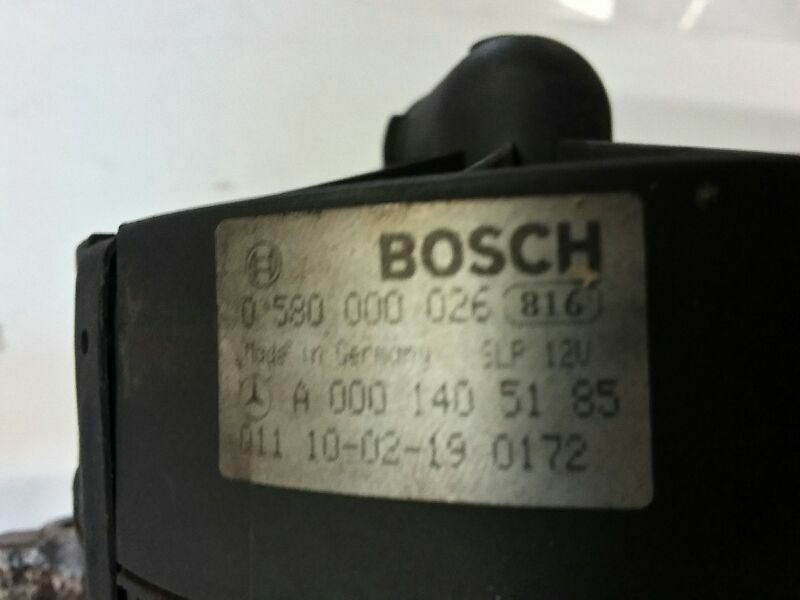 BOSCH
0 580 000 026 816
Made in Germany SLP 12V
A 000 140 51 85
011 10-02-19 0172